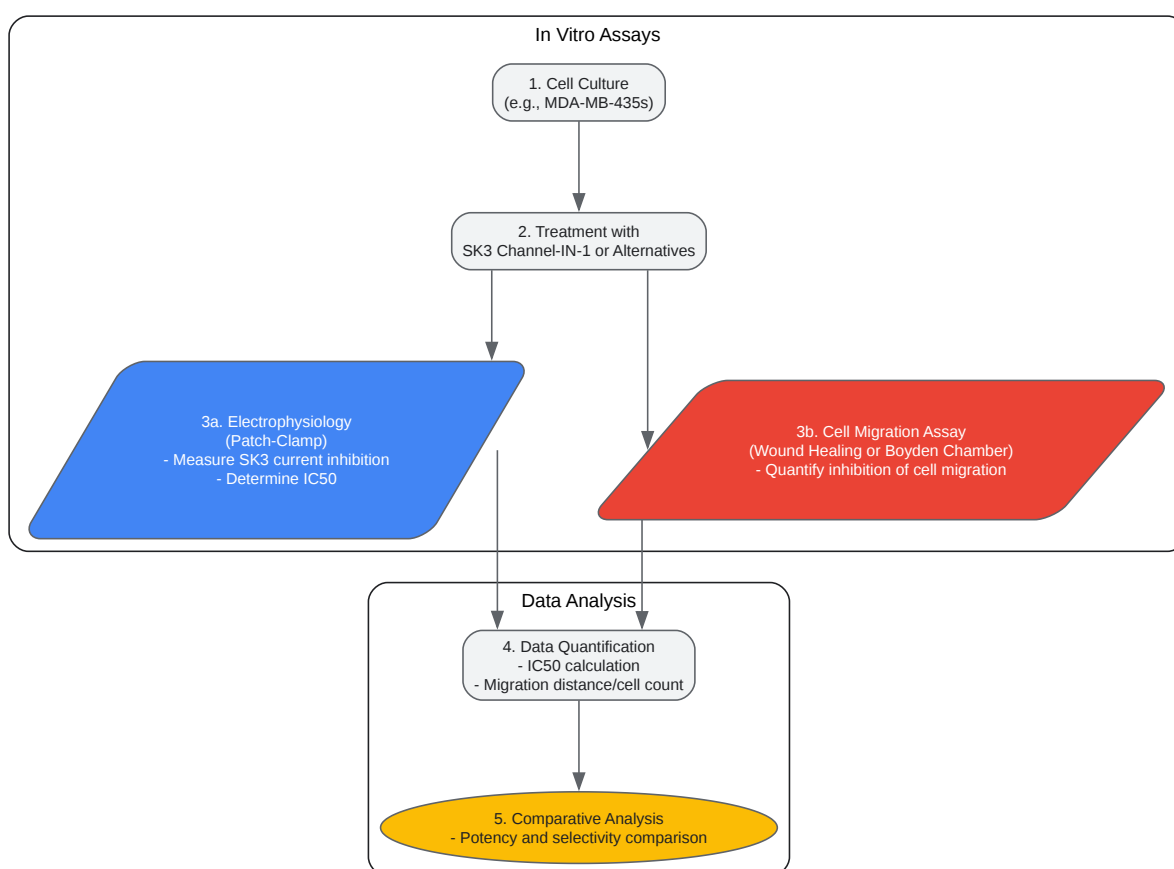 In Vitro Assays
1. Cell Culture
(e.g., MDA-MB-435s)
2. Treatment with
SK3 Channel-IN-1 or Alternatives
3a. Electrophysiology
(Patch-Clamp)
- Measure SK3 current inhibition
- Determine IC50
3b. Cell Migration Assay
(Wound Healing or Boyden Chamber)
- Quantify inhibition of cell migration
Data Analysis
4. Data Quantification
- IC50 calculation
- Migration distance/cell count
5. Comparative Analysis
- Potency and selectivity comparison